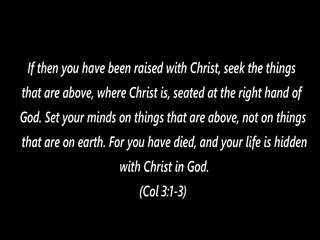 If then you have been raised with Christ, seek the things
that are above, where Christ is, seated at the right hand of
God. Set your minds on things that are above, not on things
that are on earth. For you have died, and your life is hidden
with Christ in God.
(Col 3:1-3)